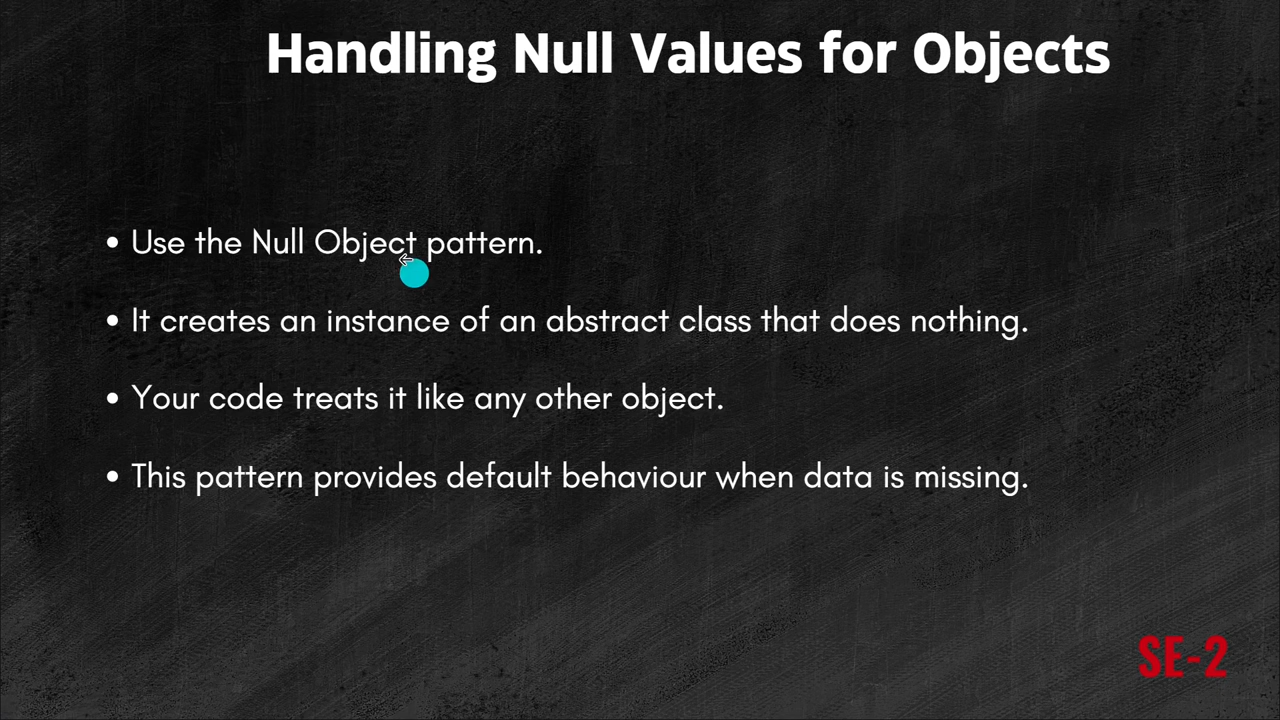 Handling Null Values for Objects
• Use the Null Object pattern.
• It creates an instance of an abstract class that does nothing.
• Your code treats it like any other object.
• This pattern provides default behaviour when data is missing.
SE-2